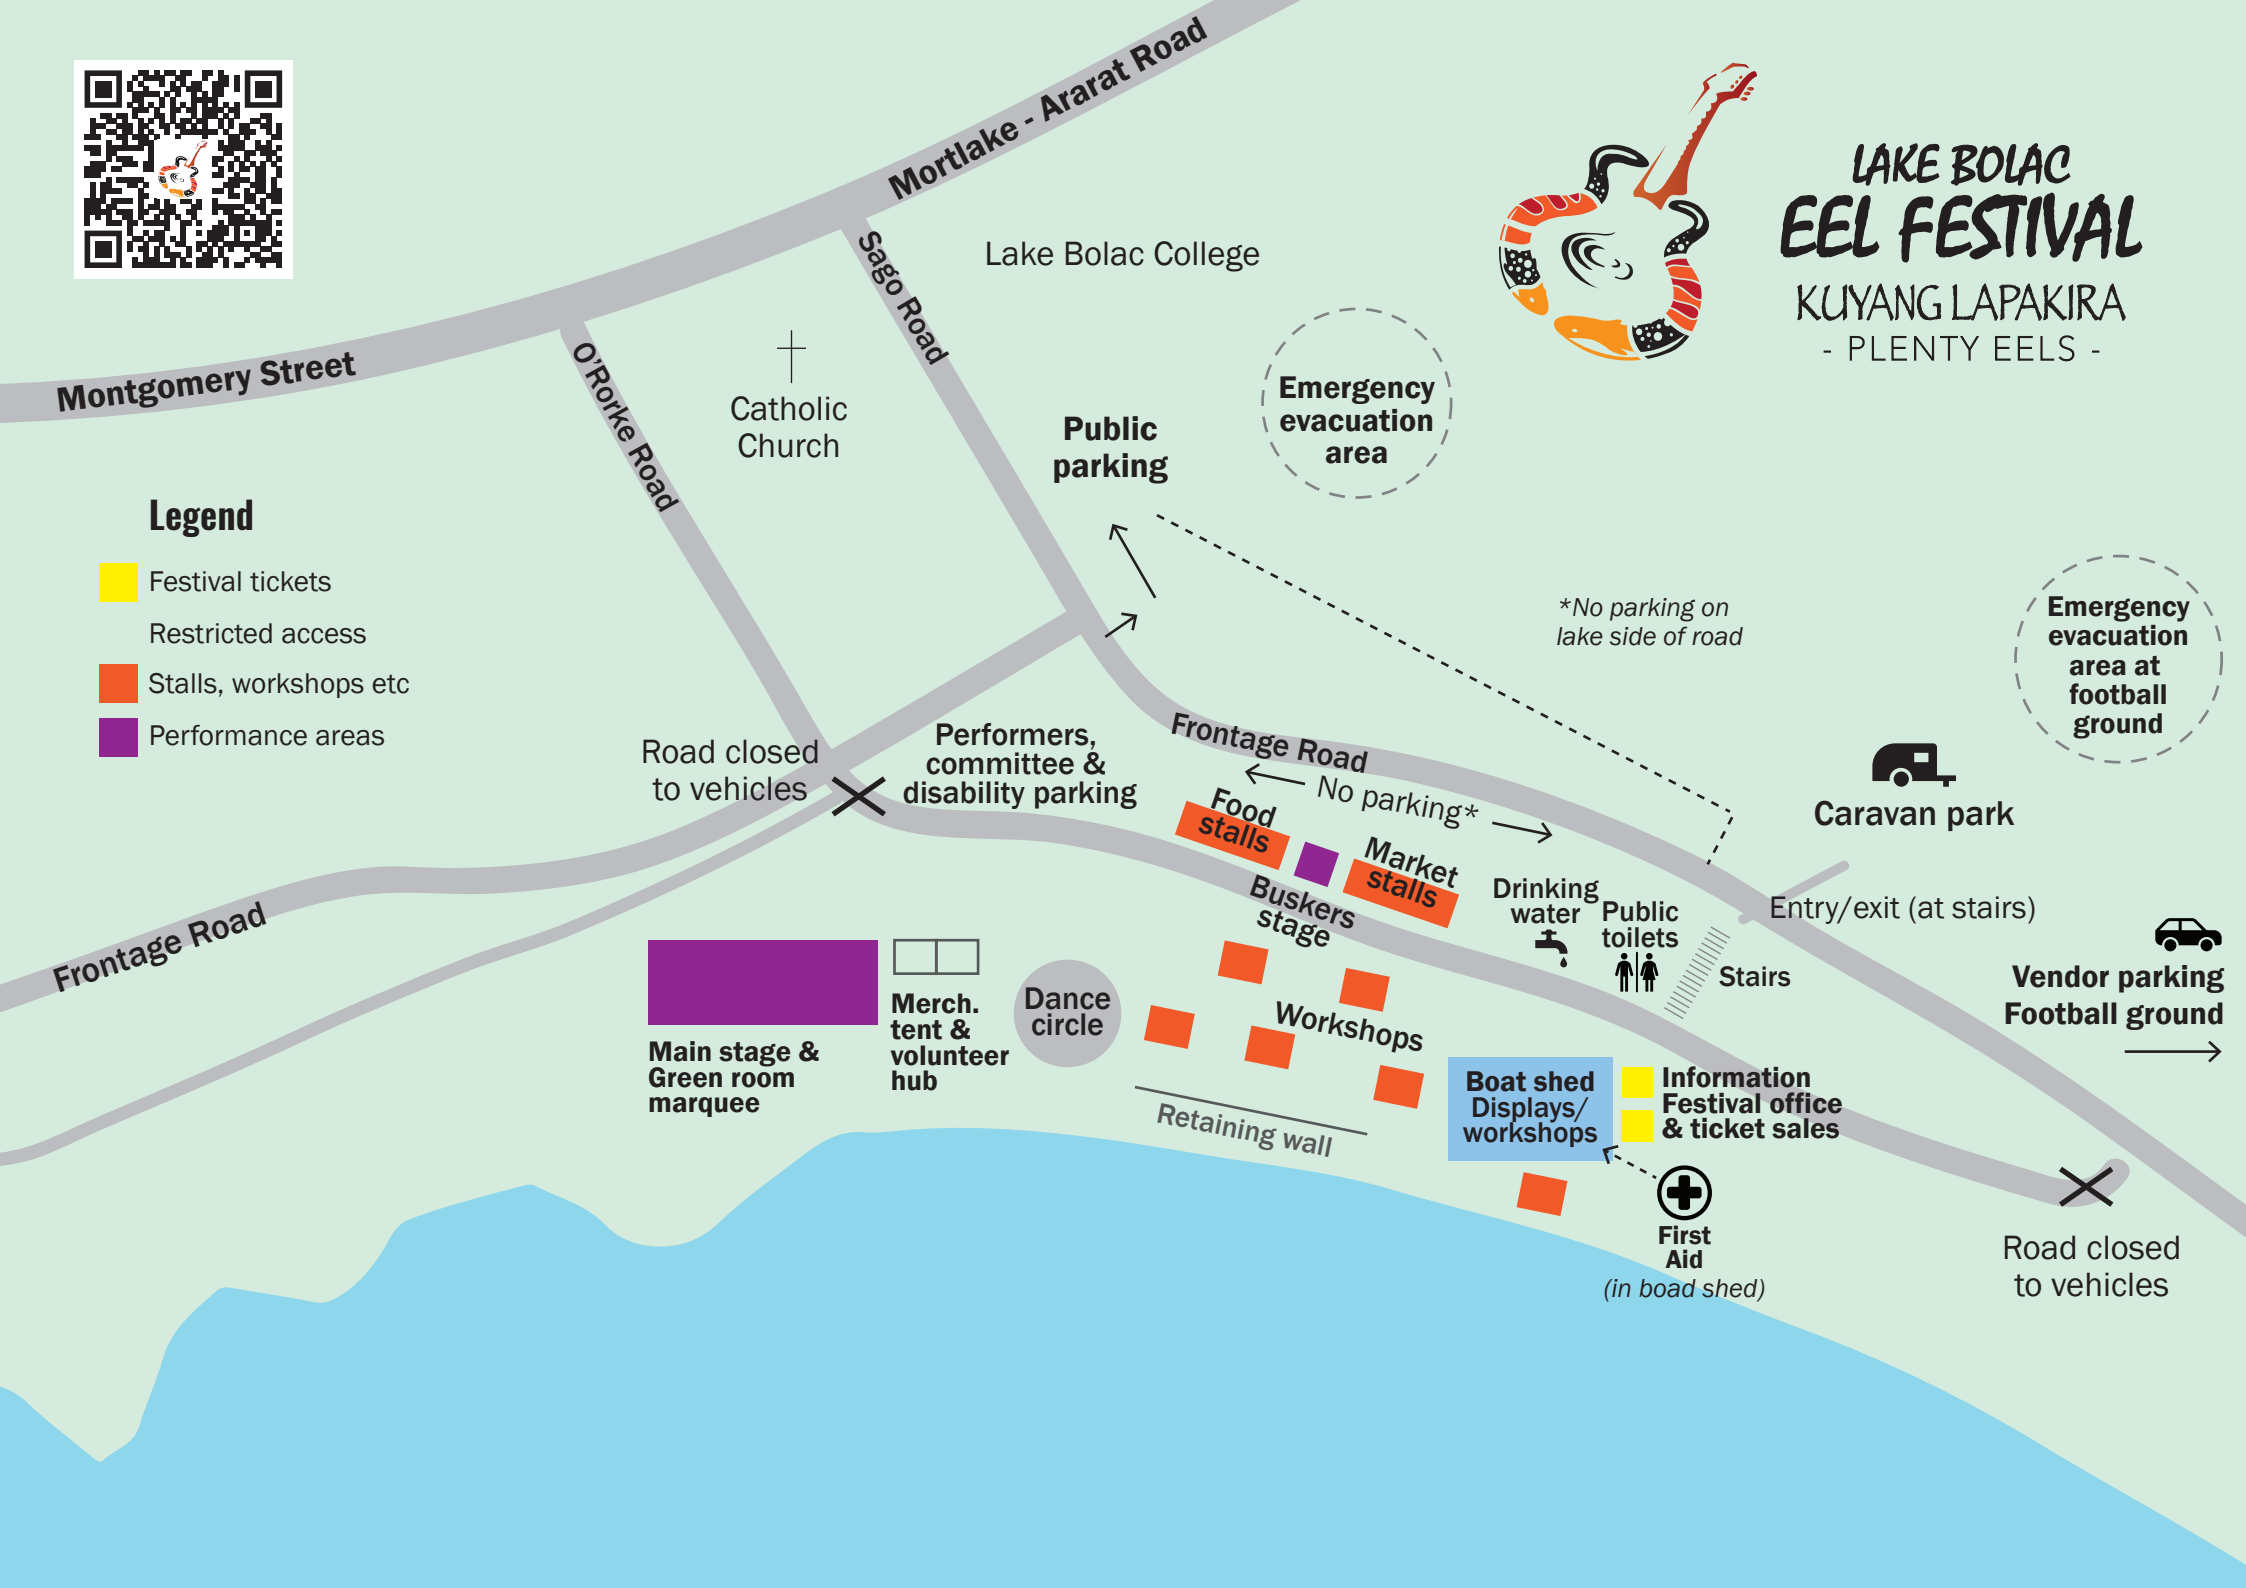 Mortlake - Ararat Road
LAKE BOLAC
EEL FESTIVAL
KUYANG LAPAKIRA
- PLENTY EELS -
Sago Road
Lake Bolac College
Montgomery Street
O'Rorke Road
Catholic
Church
Public
parking
Emergency
evacuation
area
Legend
Festival tickets
Restricted access
Stalls, workshops etc
Performance areas
*No parking on
lake side of road
Emergency
evacuation
area at
football
ground
Road closed
to vehicles
Performers,
committee &
disability parking
Frontage Road
No parking*
Food
stalls
Market
stalls
Buskers
stage
Caravan park
Drinking
water
Public
toilets
Entry/exit (at stairs)
Stairs
Vendor parking
Football ground
Frontage Road
Main stage &
Green room
marquee
Merch.
tent &
volunteer
hub
Dance
circle
Workshops
Retaining wall
Boat shed
Displays/
workshops
Information
Festival office
& ticket sales
First
Aid
(in boad shed)
Road closed
to vehicles